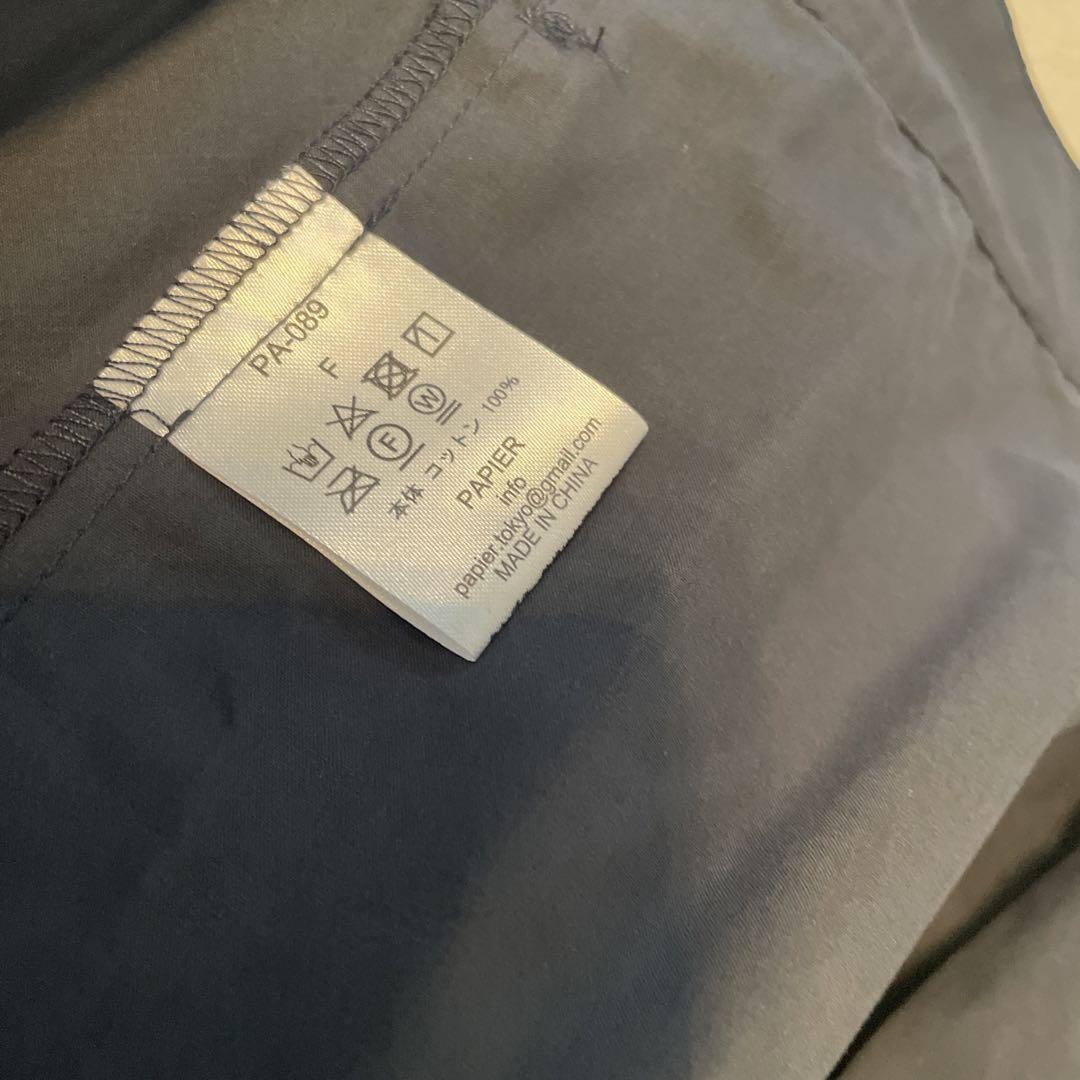 PA-089
F
F
W
本体 コットン 100%
PAPIER
info
papier.tokyo@gmail.com
MADE IN CHINA